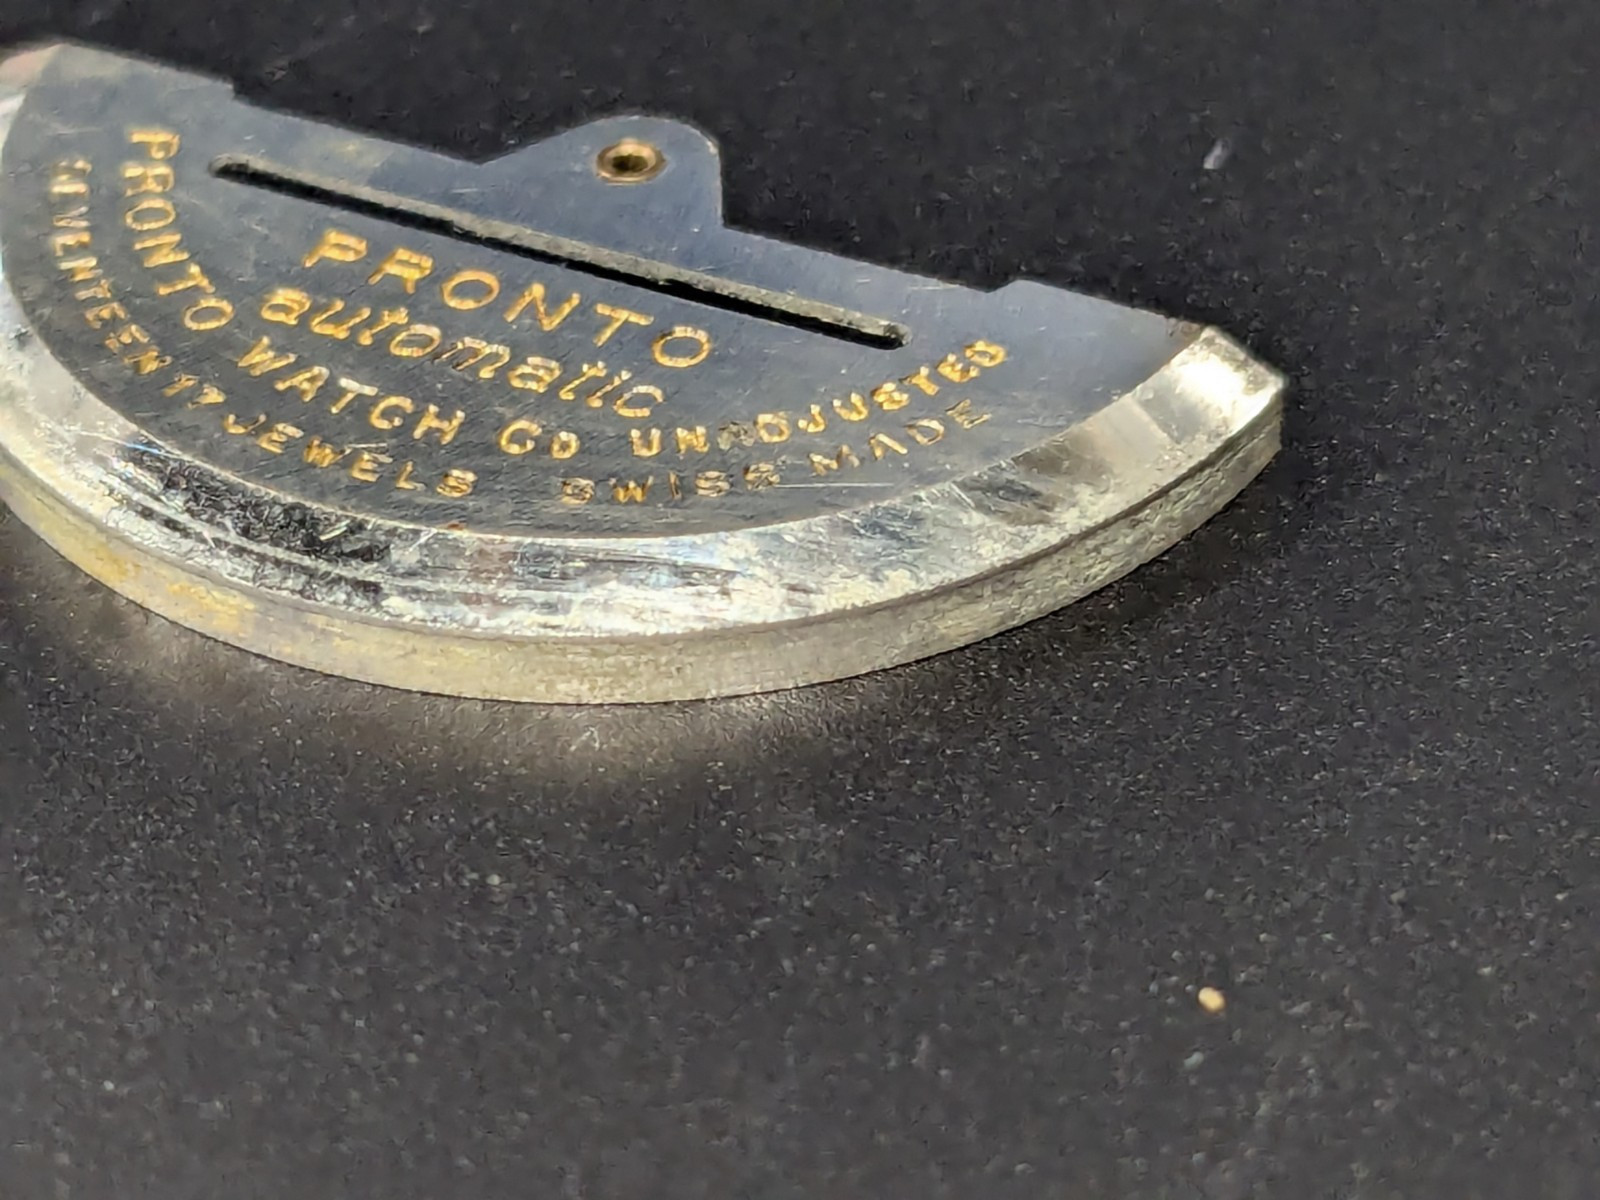 PRONTO
automatic
PRONTO WATCH CO UNADJUSTED
SEVENTEEN 17 JEWELS SWISS MADE